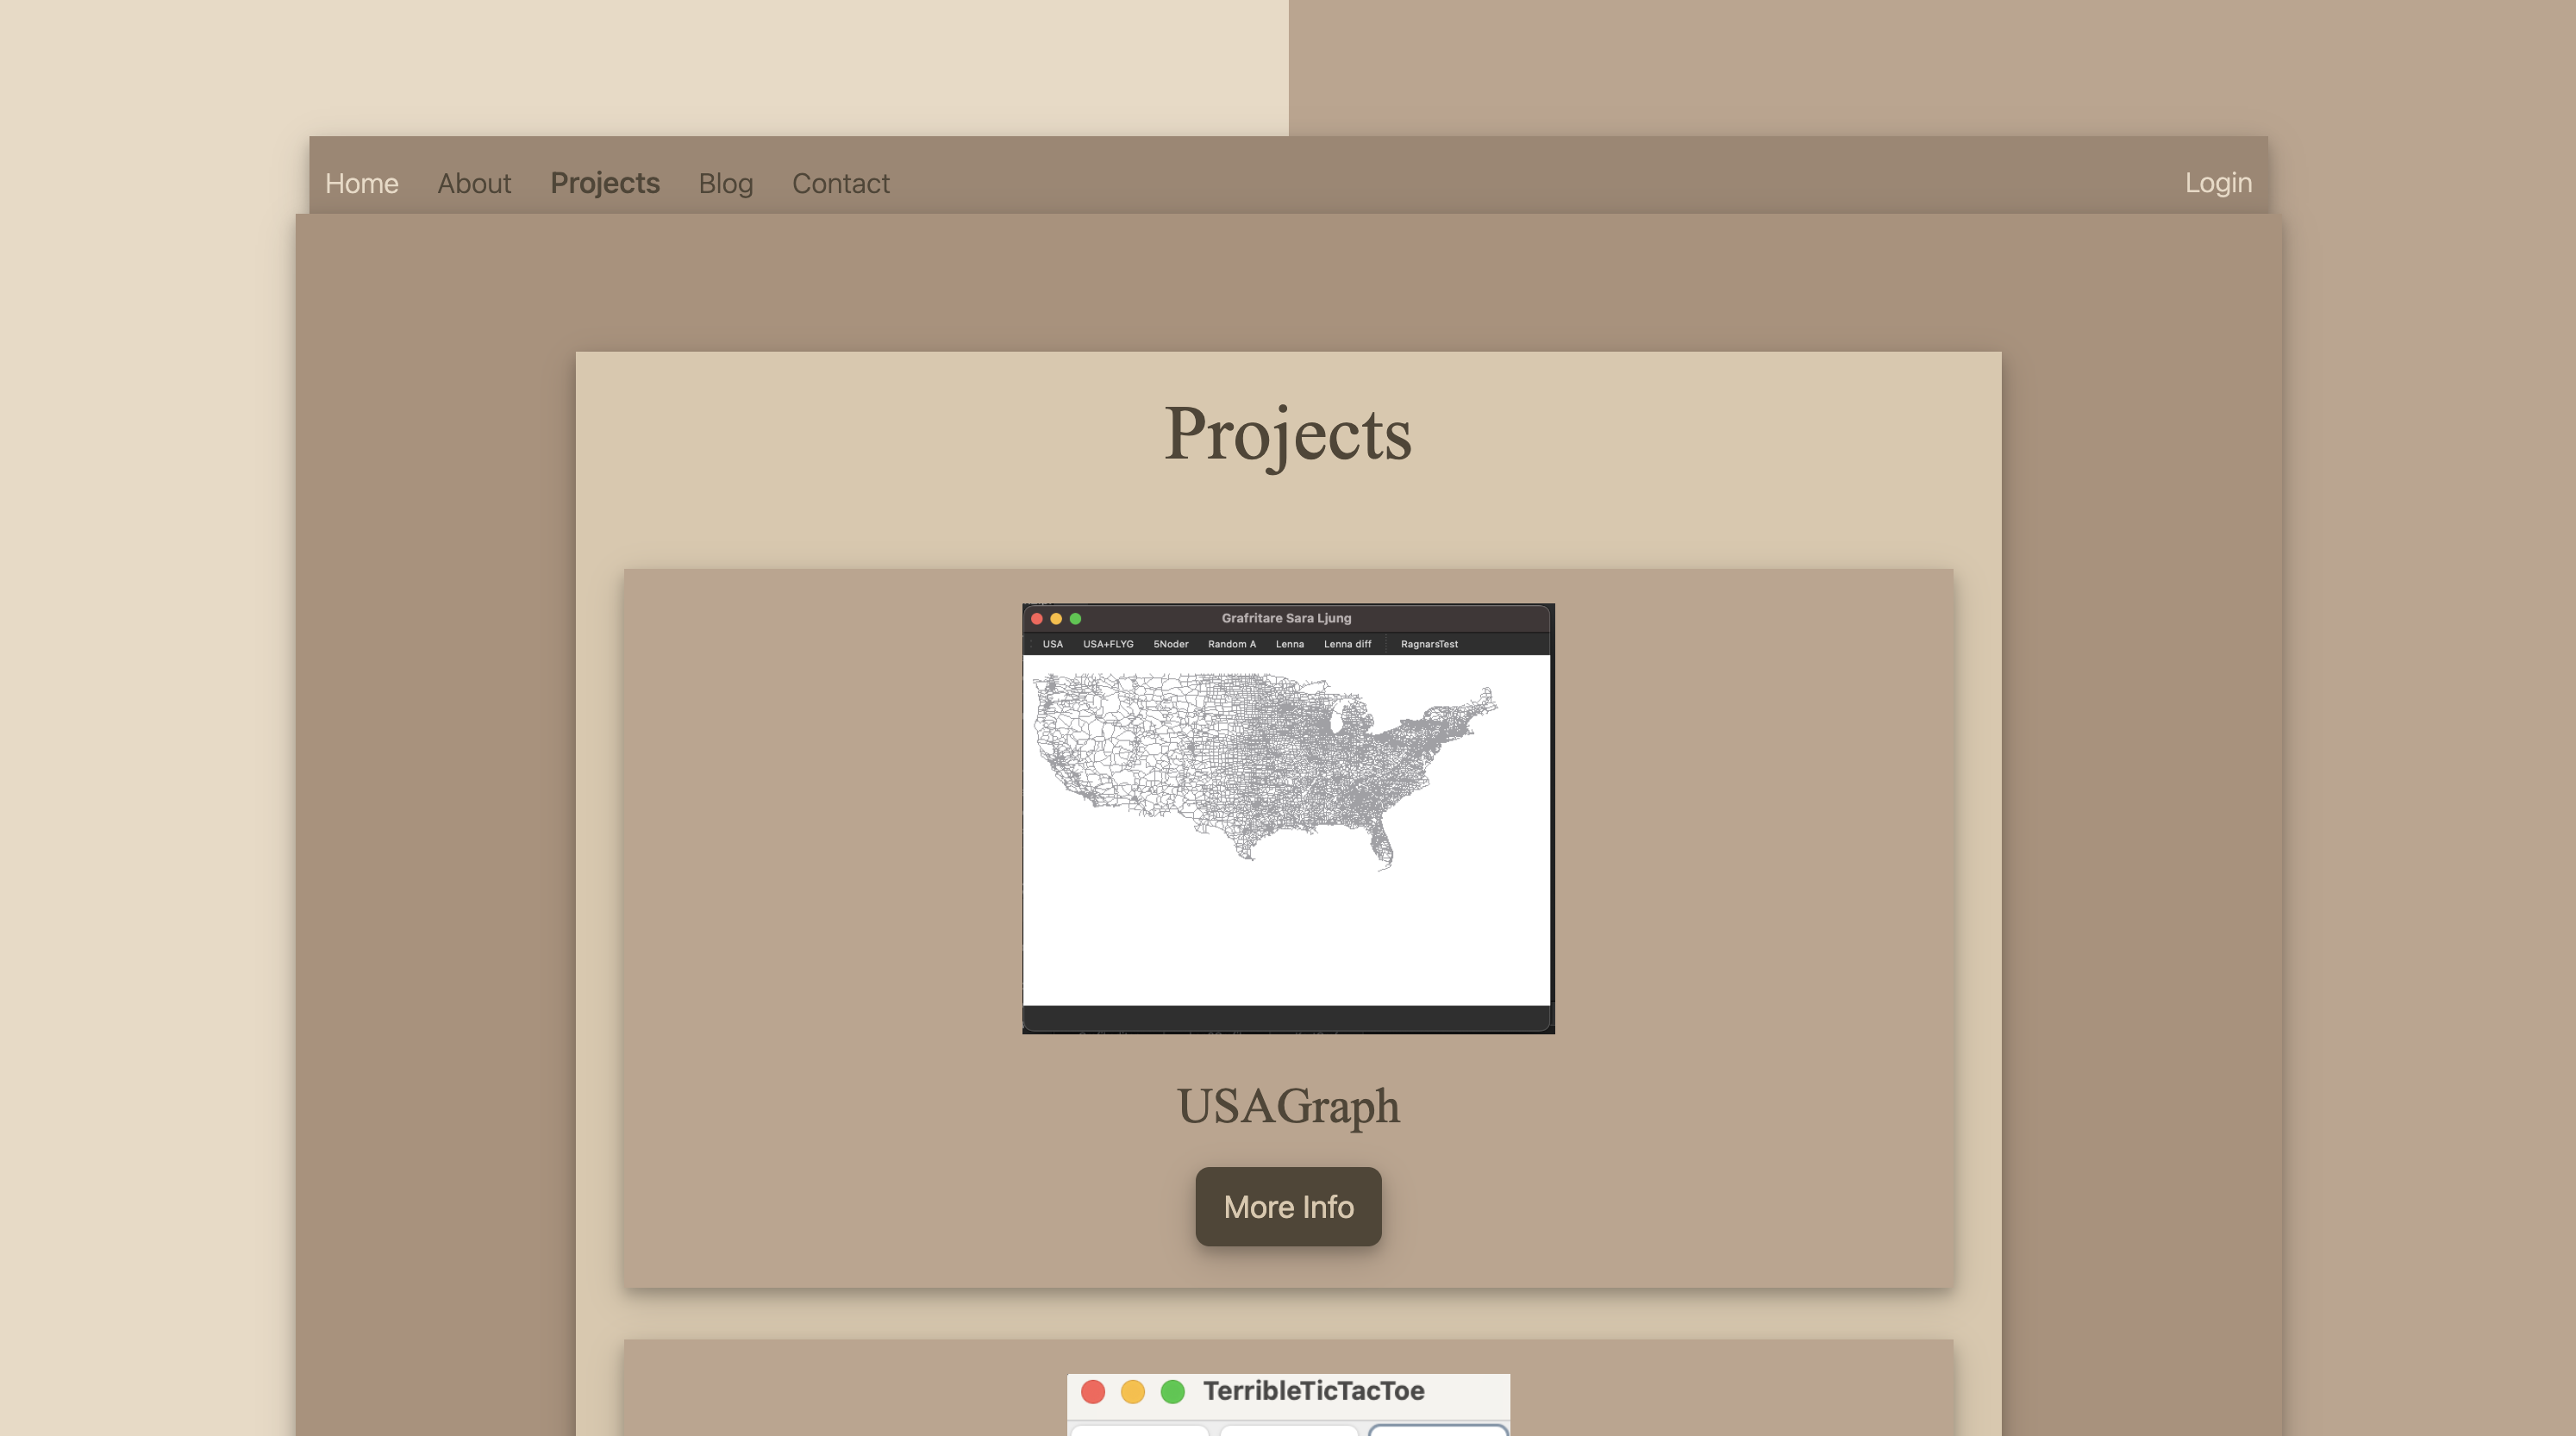 Home About Projects Blog Contact Login
Projects
Grafritare Sara Ljung
USA USA+FLYG 5Noder Random A Lenna Lenna diff RagnarsTest
USAGraph
More Info
TerribleTicTacToe